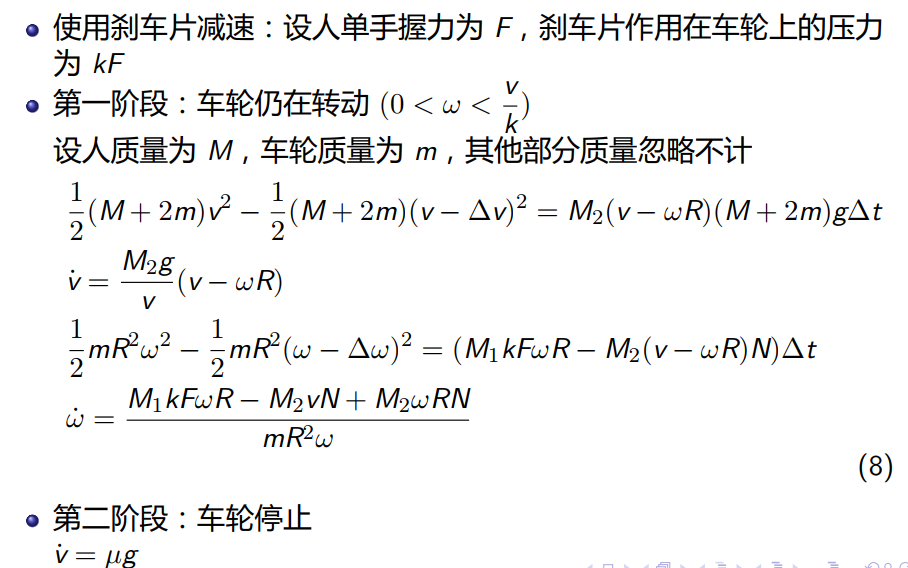 使用刹车片减速：设人单手握力为 F，刹车片作用在车轮上的压力
为 kF
第一阶段：车轮仍在转动 (0 < ω < v/k)
设人质量为 M，车轮质量为 m，其他部分质量忽略不计
1/2(M + 2m)v² − 1/2(M + 2m)(v − Δv)² = M₂(v − ωR)(M + 2m)gΔt
v̇ = M₂g/v (v − ωR)
1/2 mR²ω² − 1/2 mR²(ω − Δω)² = (M₁kFωR − M₂(v − ωR)N)Δt
ω̇ = (M₁kFωR − M₂vN + M₂ωRN)/(mR²ω)
(8)
第二阶段：车轮停止
v̇ = μg